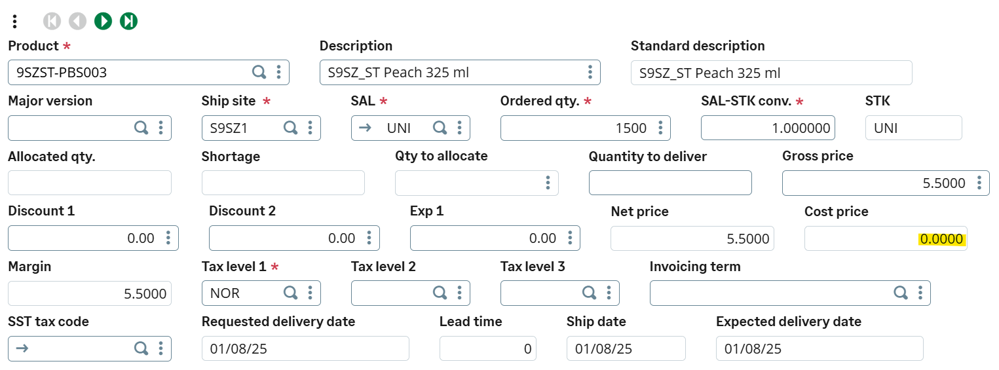 Product * Description Standard description
9SZST-PBS003 S9SZ_ST Peach 325 ml S9SZ_ST Peach 325 ml
Major version Ship site * SAL * Ordered qty. * SAL-STK conv. * STK
S9SZ1 UNI 1500 1.000000 UNI
Allocated qty. Shortage Qty to allocate Quantity to deliver Gross price
5.5000
Discount 1 Discount 2 Exp 1 Net price Cost price
0.00 0.00 0.00 5.5000 0.0000
Margin Tax level 1 * Tax level 2 Tax level 3 Invoicing term
5.5000 NOR
SST tax code Requested delivery date Lead time Ship date Expected delivery date
01/08/25 0 01/08/25 01/08/25